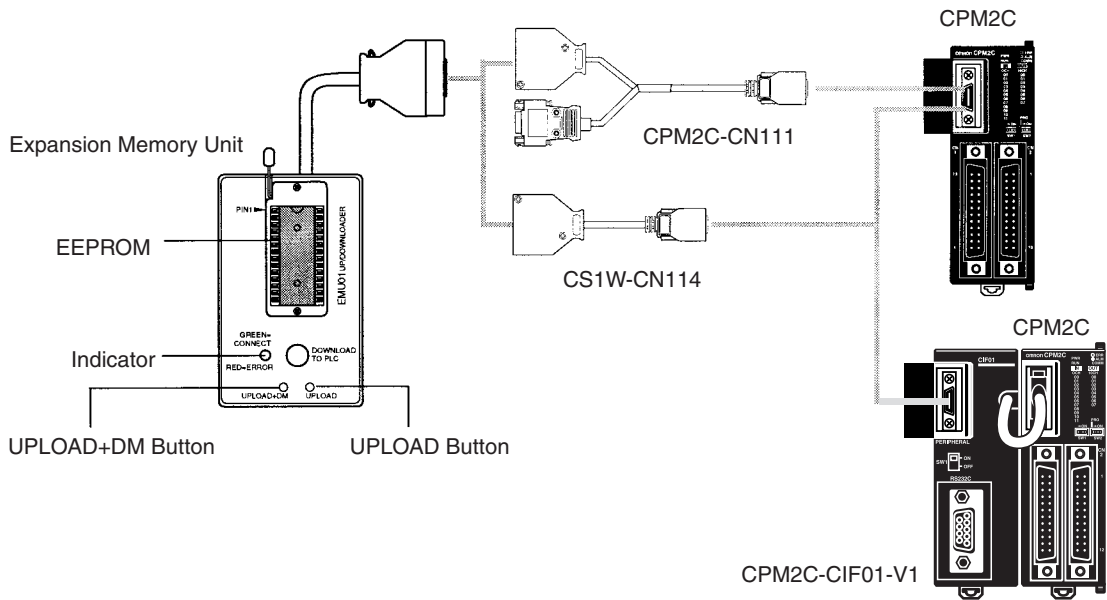 CPM2C
CPM2C-CN111
Expansion Memory Unit
PIN1
EEPROM
EMU01 UP/DOWNLOADER
CS1W-CN114
GREEN=
CONNECT
RED=ERROR
DOWNLOAD
TO PLC
Indicator
UPLOAD+DM
UPLOAD
UPLOAD+DM Button
UPLOAD Button
CPM2C
CIF01
omron CPM2C
PERIPHERAL
SW1
ON
OFF
RS232C
CPM2C-CIF01-V1